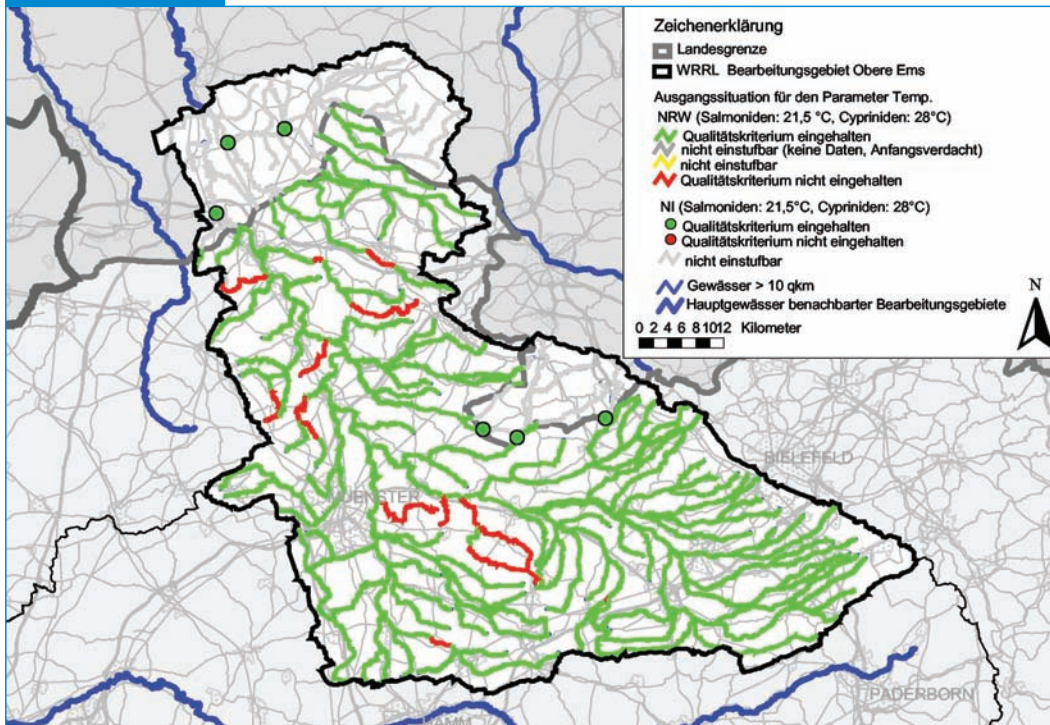 Zeichenerklärung
Landesgrenze
WRRL Bearbeitungsgebiet Obere Ems
Ausgangssituation für den Parameter Temp.
NRW (Salmoniden: 21,5 °C, Cypriniden: 28°C)
Qualitätskriterium eingehalten
nicht einstufbar (keine Daten, Anfangsverdacht)
nicht einstufbar
Qualitätskriterium nicht eingehalten
NI (Salmoniden: 21,5°C, Cypriniden: 28°C)
Qualitätskriterium eingehalten
Qualitätskriterium nicht eingehalten
nicht einstufbar
Gewässer > 10 qkm
Hauptgewässer benachbarter Bearbeitungsgebiete
N
0 2 4 6 8 1012 Kilometer
BIELEFELD
MUENSTER
PADERBORN
HAMM